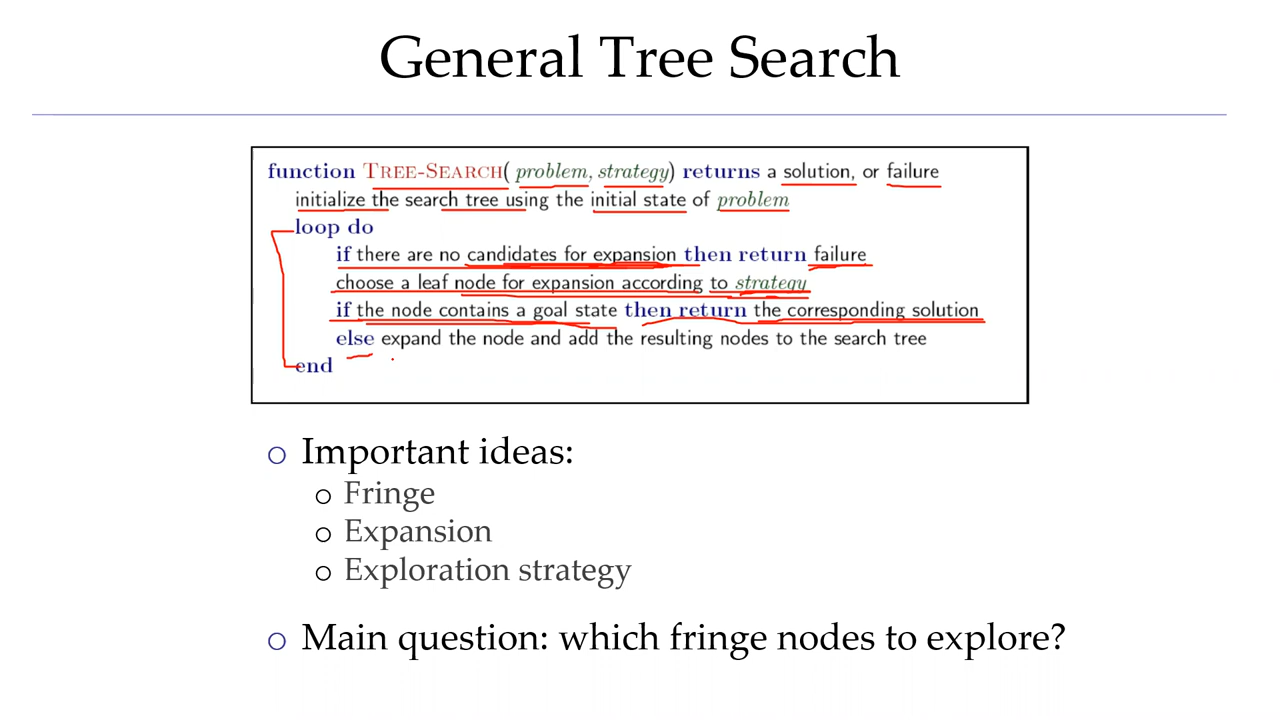 General Tree Search
function TREE-SEARCH( problem, strategy) returns a solution, or failure
initialize the search tree using the initial state of problem
loop do
if there are no candidates for expansion then return failure
choose a leaf node for expansion according to strategy
if the node contains a goal state then return the corresponding solution
else expand the node and add the resulting nodes to the search tree
end
Important ideas:
Fringe
Expansion
Exploration strategy
Main question: which fringe nodes to explore?